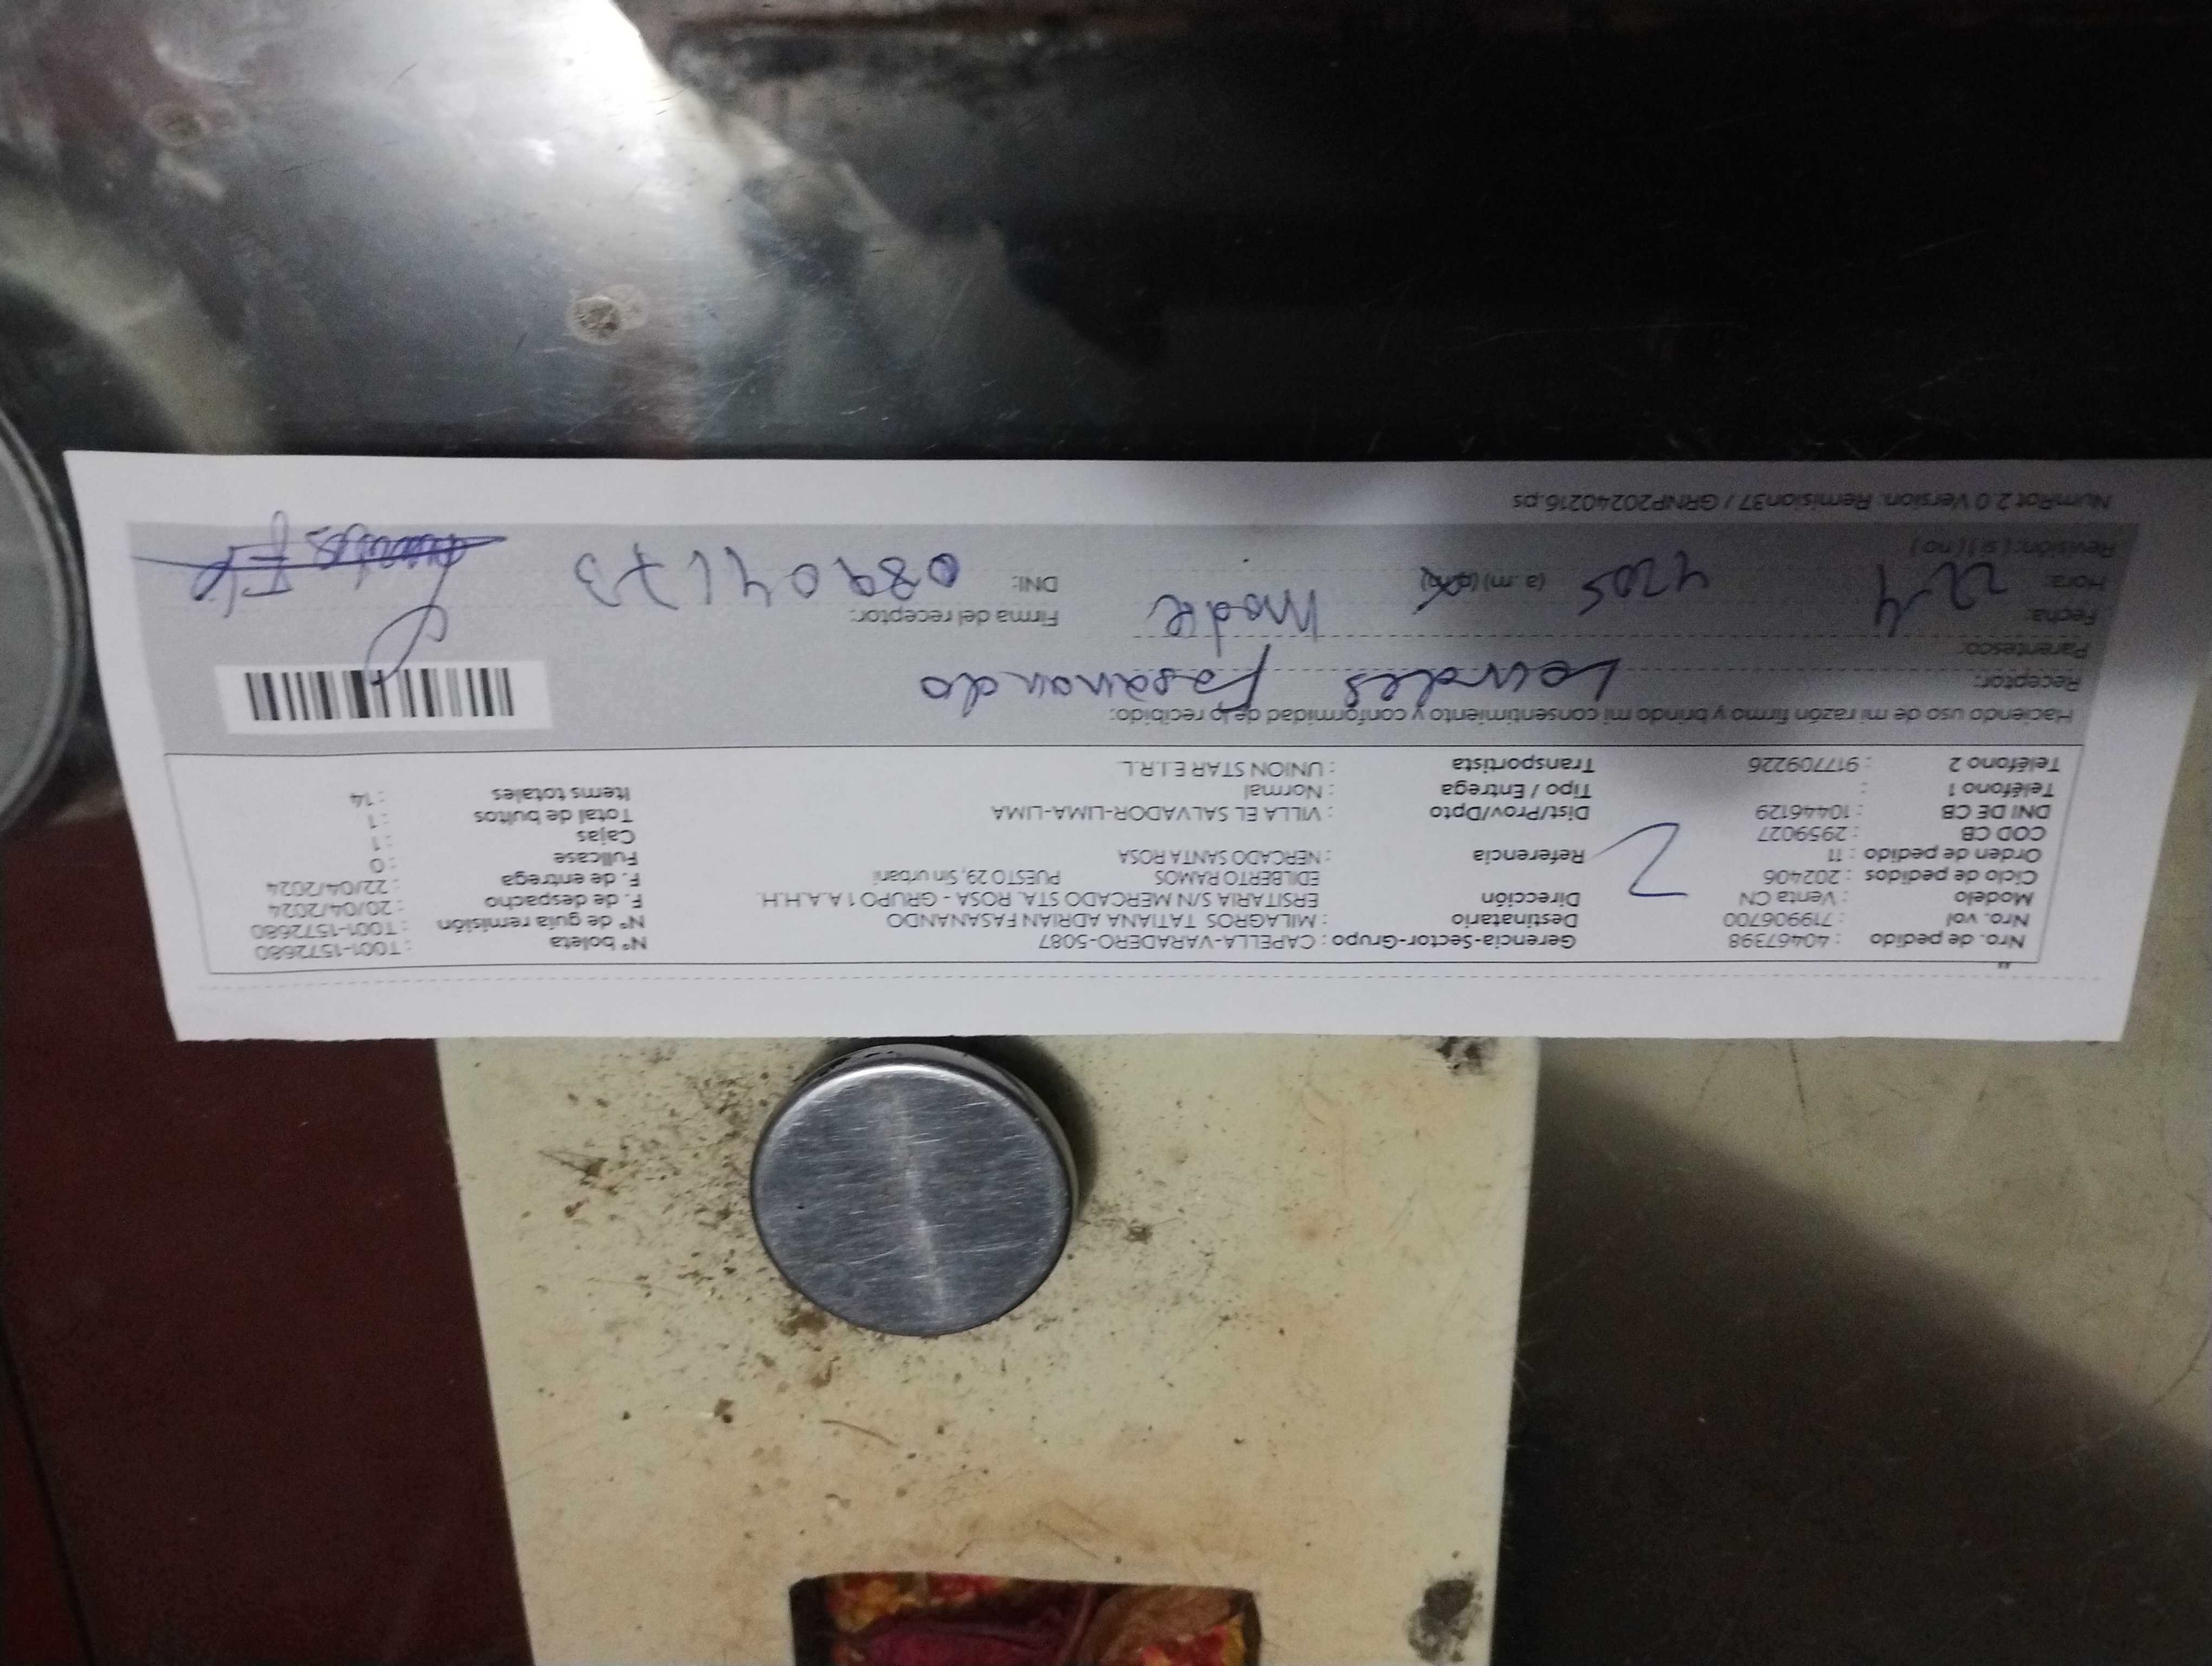 Nro. de pedido : 40467398 Gerencia-Sector-Grupo : CAPELLA-VARADERO-5087 N° boleta : T001-1572680
Nro. vol : 719906700 Destinatario : MILAGROS TATIANA ADRIAN FASANANDO N° de guía remisión : T001-1572680
Modelo : Venta CN Dirección ERSITARIA S/N MERCADO STA. ROSA - GRUPO 1 A.A.H.H. F. de despacho : 20/04/2024
Ciclo de pedidos : 202406 EDILBERTO RAMOS PUESTO 29, Sin urbani F. de entrega : 22/04/2024
Orden de pedido : 11 Referencia : NERCADO SANTA ROSA Fullcase : 0
COD CB : 2959027 Cajas : 1
DNI DE CB : 10446129 Dist/Prov/Dpto : VILLA EL SALVADOR-LIMA-LIMA Total de bultos : 1
Teléfono 1 : Tipo / Entrega : Normal Items totales : 14
Teléfono 2 : 917709226 Transportista : UNION STAR E.I.R.L.
2
Haciendo uso de mi razón firmo y brindo mi consentimiento y conformidad de lo recibido:
Receptor: Lourdes Fasanando
Parentesco: Madre
Fecha: 22-4 Firma del receptor:
Hora: 4205 (a.m)(p.m) DNI: 08904173
Revisión: (si) (no)
NumRot 2.0 Version: Remision37 / GRNP20240216.ps